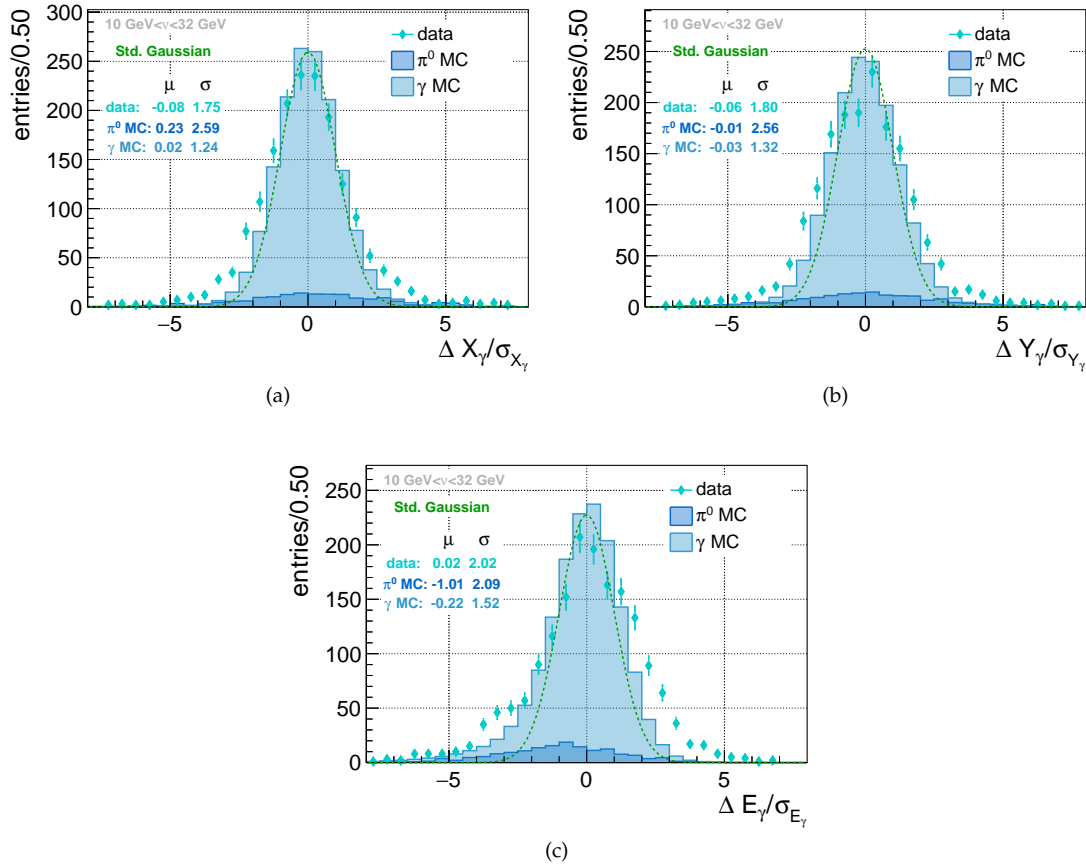 entries/0.50
300
250
200
150
100
50
0
10 GeV<ν<32 GeV
Std. Gaussian
μ σ
data: -0.08 1.75
π⁰ MC: 0.23 2.59
γ MC: 0.02 1.24
data
π⁰ MC
γ MC
−5 0 5
Δ X_γ/σ_{X_γ}
(a)
entries/0.50
250
200
150
100
50
0
10 GeV<ν<32 GeV
Std. Gaussian
μ σ
data: -0.06 1.80
π⁰ MC: -0.01 2.56
γ MC: -0.03 1.32
data
π⁰ MC
γ MC
−5 0 5
Δ Y_γ/σ_{Y_γ}
(b)
entries/0.50
250
200
150
100
50
0
10 GeV<ν<32 GeV
Std. Gaussian
μ σ
data: 0.02 2.02
π⁰ MC: -1.01 2.09
γ MC: -0.22 1.52
data
π⁰ MC
γ MC
−5 0 5
Δ E_γ/σ_{E_γ}
(c)